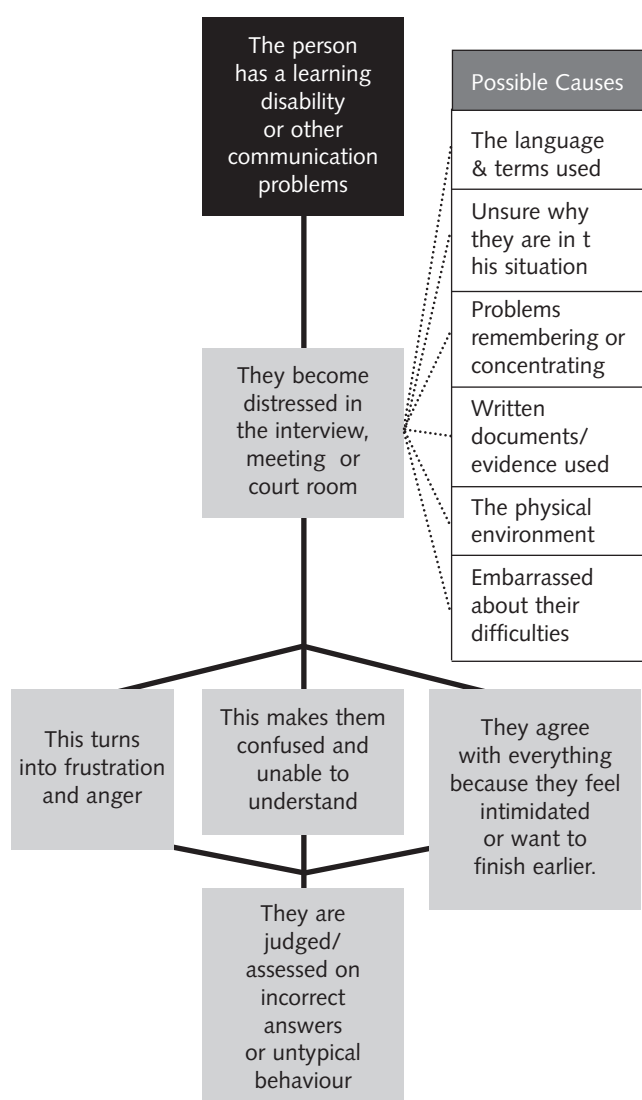 The person
has a learning
disability
or other
communication
problems
Possible Causes
The language
& terms used
Unsure why
they are in t
his situation
Problems
remembering or
concentrating
Written
documents/
evidence used
The physical
environment
Embarrassed
about their
difficulties
They become
distressed in
the interview,
meeting or
court room
This turns
into frustration
and anger
This makes them
confused and
unable to
understand
They agree
with everything
because they feel
intimidated
or want to
finish earlier.
They are
judged/
assessed on
incorrect
answers
or untypical
behaviour